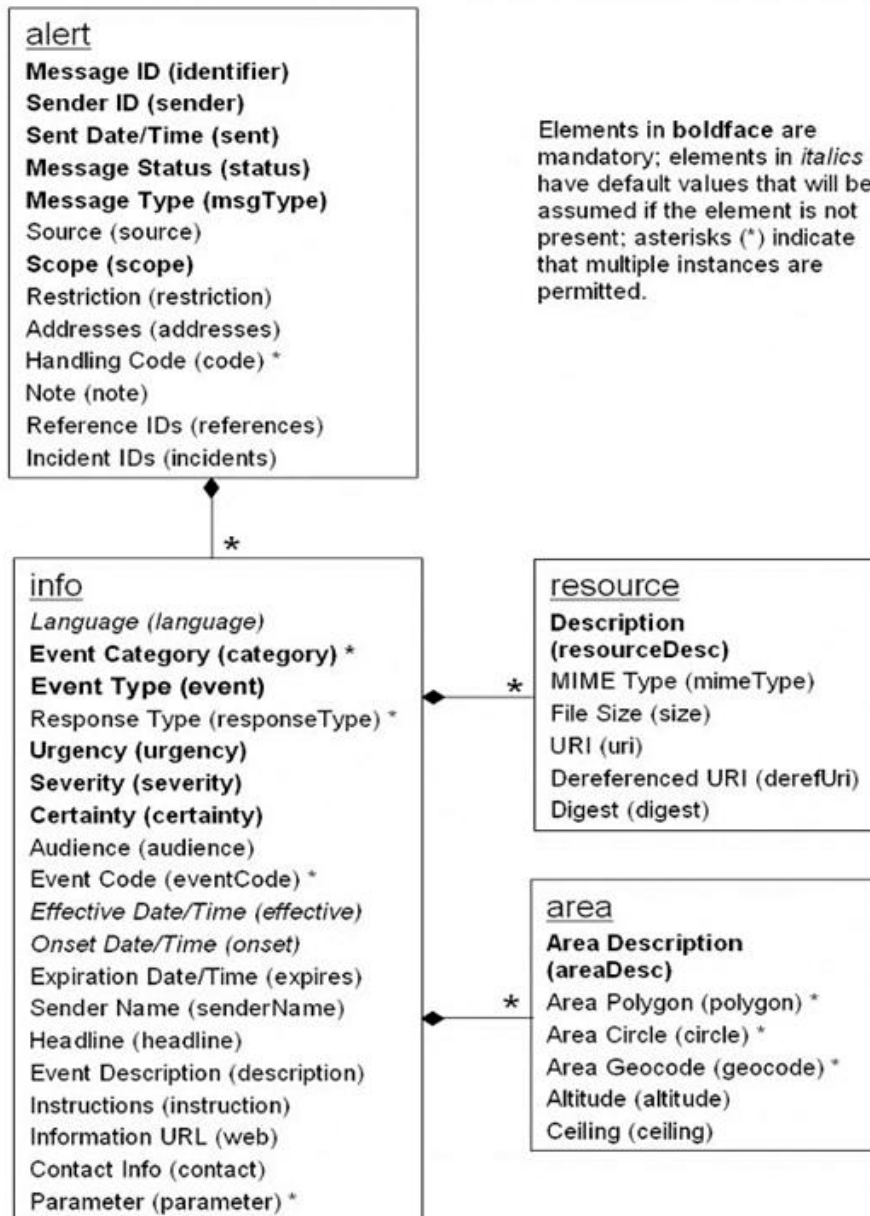 alert
Message ID (identifier)
Sender ID (sender)
Sent Date/Time (sent)
Message Status (status)
Message Type (msgType)
Source (source)
Scope (scope)
Restriction (restriction)
Addresses (addresses)
Handling Code (code) *
Note (note)
Reference IDs (references)
Incident IDs (incidents)
Elements in boldface are
mandatory; elements in italics
have default values that will be
assumed if the element is not
present; asterisks (*) indicate
that multiple instances are
permitted.
*
info
Language (language)
Event Category (category) *
Event Type (event)
Response Type (responseType) *
Urgency (urgency)
Severity (severity)
Certainty (certainty)
Audience (audience)
Event Code (eventCode) *
Effective Date/Time (effective)
Onset Date/Time (onset)
Expiration Date/Time (expires)
Sender Name (senderName)
Headline (headline)
Event Description (description)
Instructions (instruction)
Information URL (web)
Contact Info (contact)
Parameter (parameter) *
*
resource
Description
(resourceDesc)
MIME Type (mimeType)
File Size (size)
URI (uri)
Dereferenced URI (derefUri)
Digest (digest)
*
area
Area Description
(areaDesc)
Area Polygon (polygon) *
Area Circle (circle) *
Area Geocode (geocode) *
Altitude (altitude)
Ceiling (ceiling)